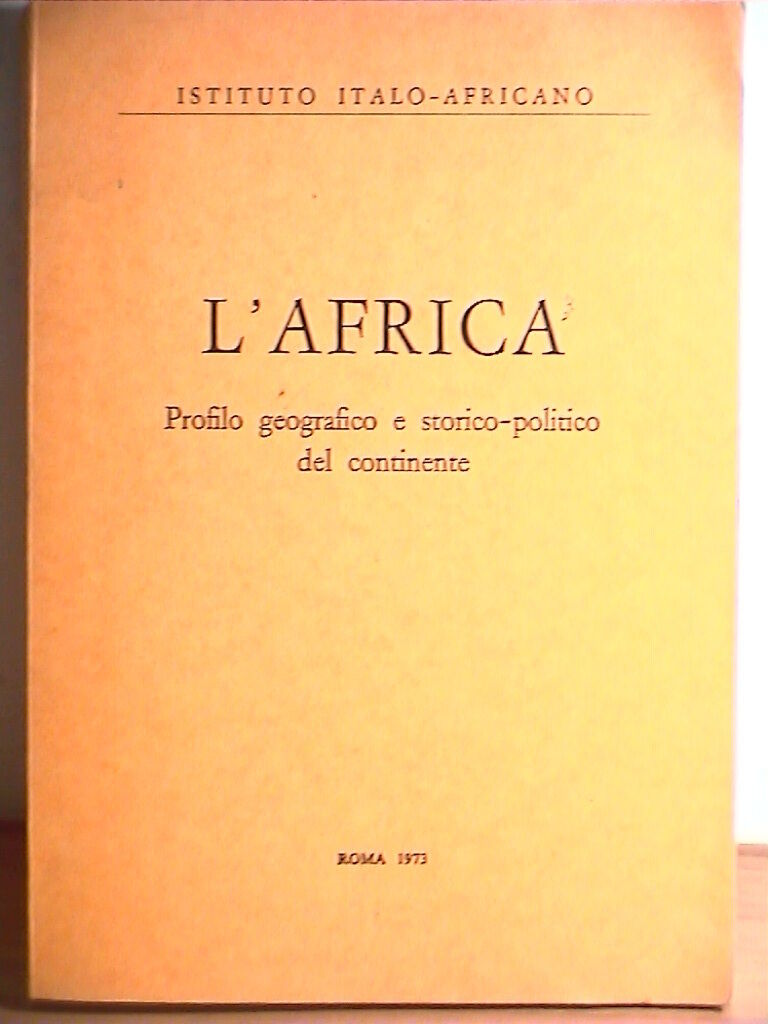 ISTITUTO ITALO-AFRICANO
L'AFRICA
Profilo geografico e storico-politico
del continente
ROMA 1973